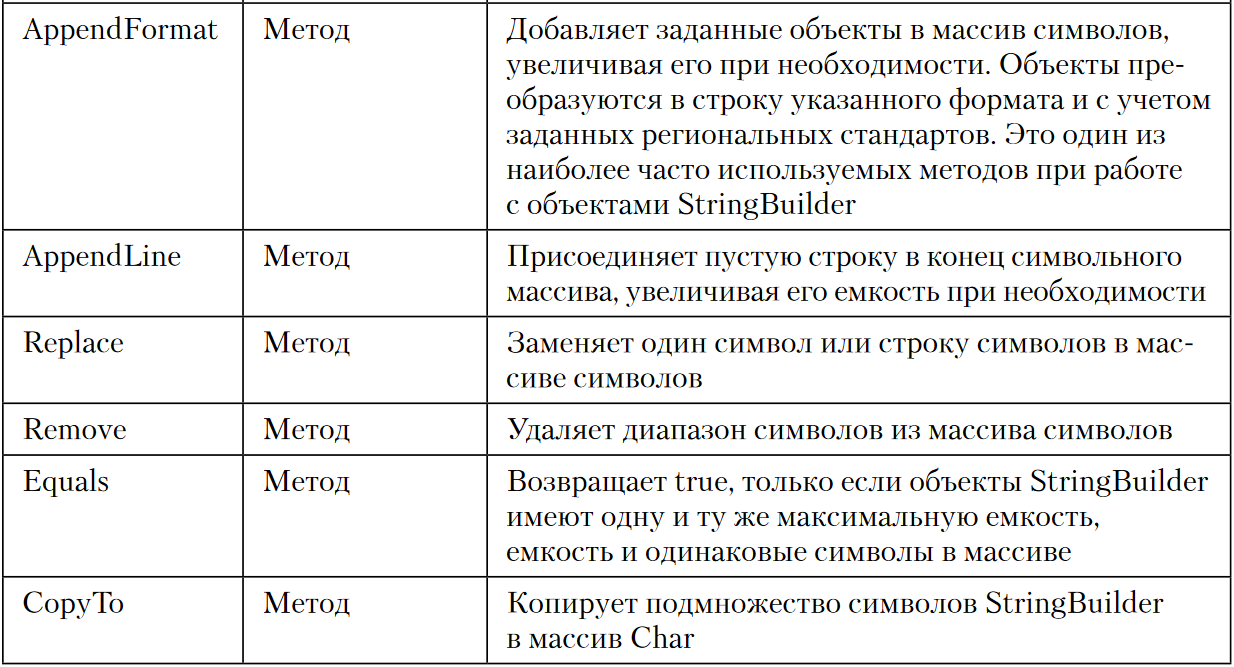 AppendFormat
Метод
Добавляет заданные объекты в массив символов,
увеличивая его при необходимости. Объекты пре-
образуются в строку указанного формата и с учетом
заданных региональных стандартов. Это один из
наиболее часто используемых методов при работе
с объектами StringBuilder
AppendLine
Метод
Присоединяет пустую строку в конец символьного
массива, увеличивая его емкость при необходимости
Replace
Метод
Заменяет один символ или строку символов в мас-
сиве символов
Remove
Метод
Удаляет диапазон символов из массива символов
Equals
Метод
Возвращает true, только если объекты StringBuilder
имеют одну и ту же максимальную емкость,
емкость и одинаковые символы в массиве
CopyTo
Метод
Копирует подмножество символов StringBuilder
в массив Char